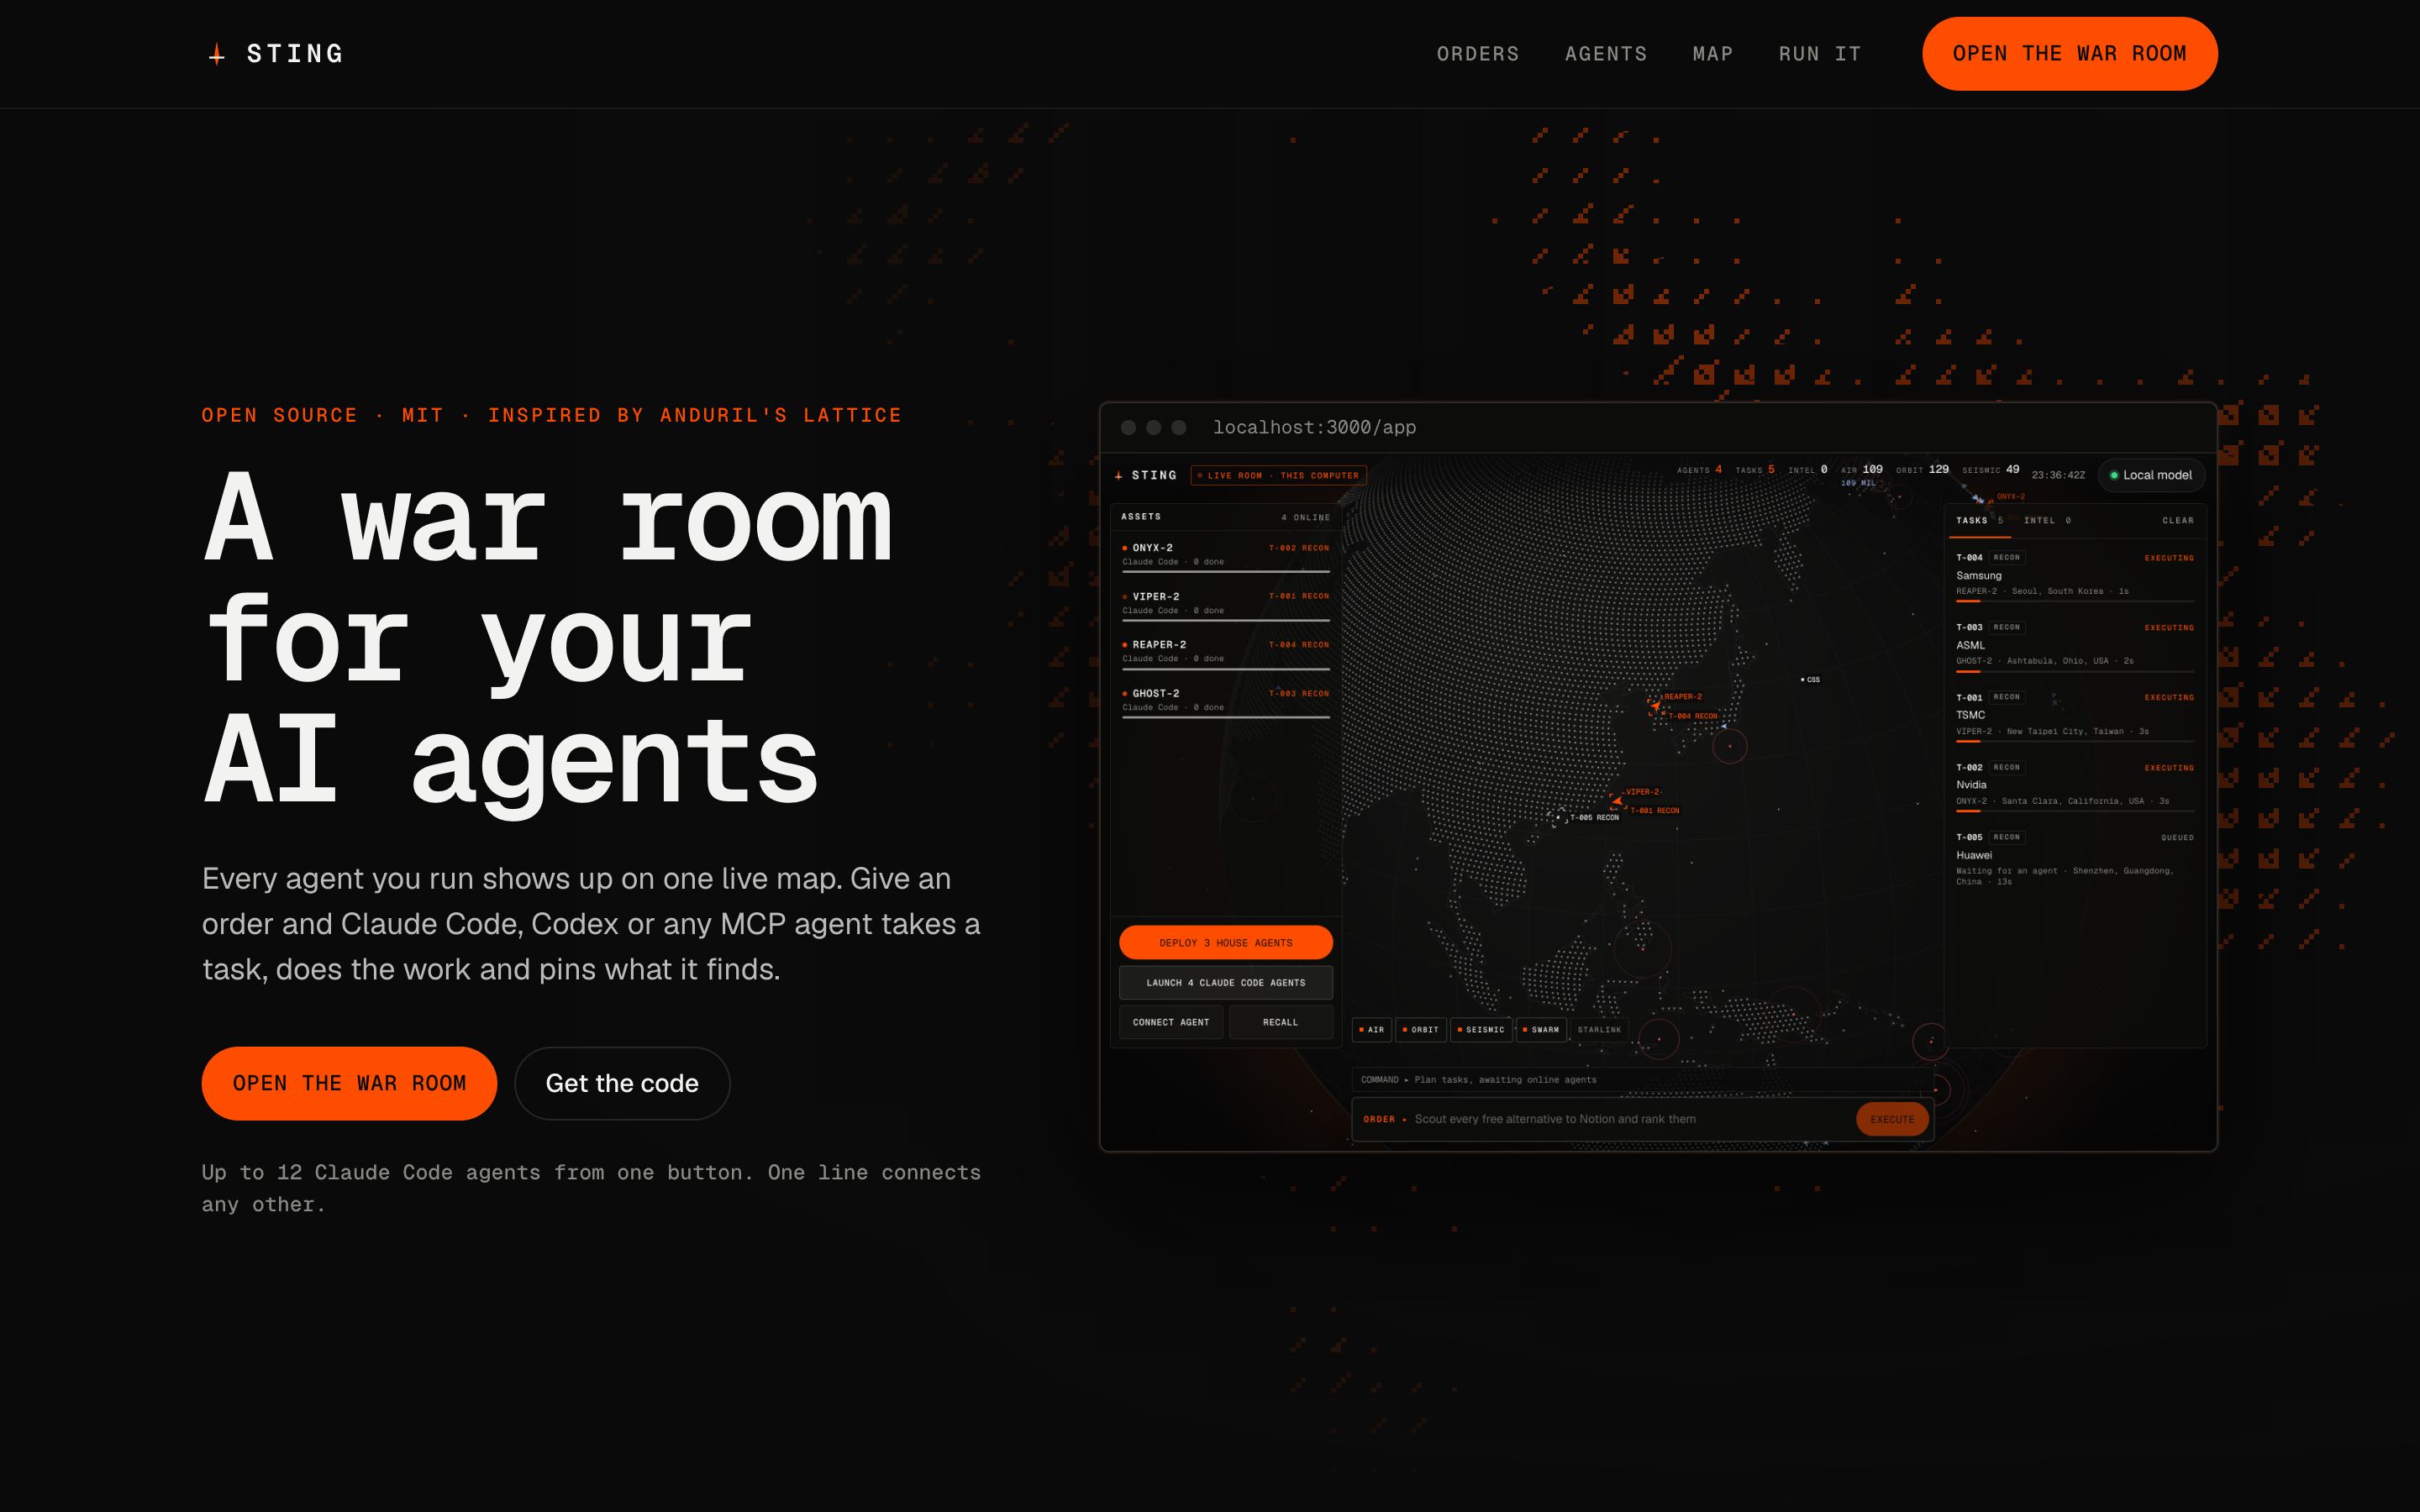 STING
ORDERS AGENTS MAP RUN IT OPEN THE WAR ROOM
OPEN SOURCE · MIT · INSPIRED BY ANDURIL'S LATTICE
A war room
for your
AI agents
Every agent you run shows up on one live map. Give an
order and Claude Code, Codex or any MCP agent takes a
task, does the work and pins what it finds.
OPEN THE WAR ROOM Get the code
Up to 12 Claude Code agents from one button. One line connects
any other.
localhost:3000/app
STING LIVE ROOM · THIS COMPUTER
AGENTS 4 TASKS 5 INTEL 0 AIR 109 ORBIT 129 SEISMIC 49 23:36:42Z Local model
109 MIL
ASSETS 4 ONLINE
ONYX-2 T-002 RECON
Claude Code · 0 done
VIPER-2 T-001 RECON
Claude Code · 0 done
REAPER-2 T-004 RECON
Claude Code · 0 done
GHOST-2 T-003 RECON
Claude Code · 0 done
DEPLOY 3 HOUSE AGENTS
LAUNCH 4 CLAUDE CODE AGENTS
CONNECT AGENT RECALL
ONYX-2
CSS
REAPER-2
T-004 RECON
VIPER-2
T-001 RECON
T-005 RECON
AIR ORBIT SEISMIC SWARM STARLINK
COMMAND ▸ Plan tasks, awaiting online agents
ORDER ▸ Scout every free alternative to Notion and rank them EXECUTE
TASKS 5 INTEL 0 CLEAR
T-004 RECON EXECUTING
Samsung
REAPER-2 · Seoul, South Korea · 1s
T-003 RECON EXECUTING
ASML
GHOST-2 · Ashtabula, Ohio, USA · 2s
T-001 RECON EXECUTING
TSMC
VIPER-2 · New Taipei City, Taiwan · 3s
T-002 RECON EXECUTING
Nvidia
ONYX-2 · Santa Clara, California, USA · 3s
T-005 RECON QUEUED
Huawei
Waiting for an agent · Shenzhen, Guangdong,
China · 13s